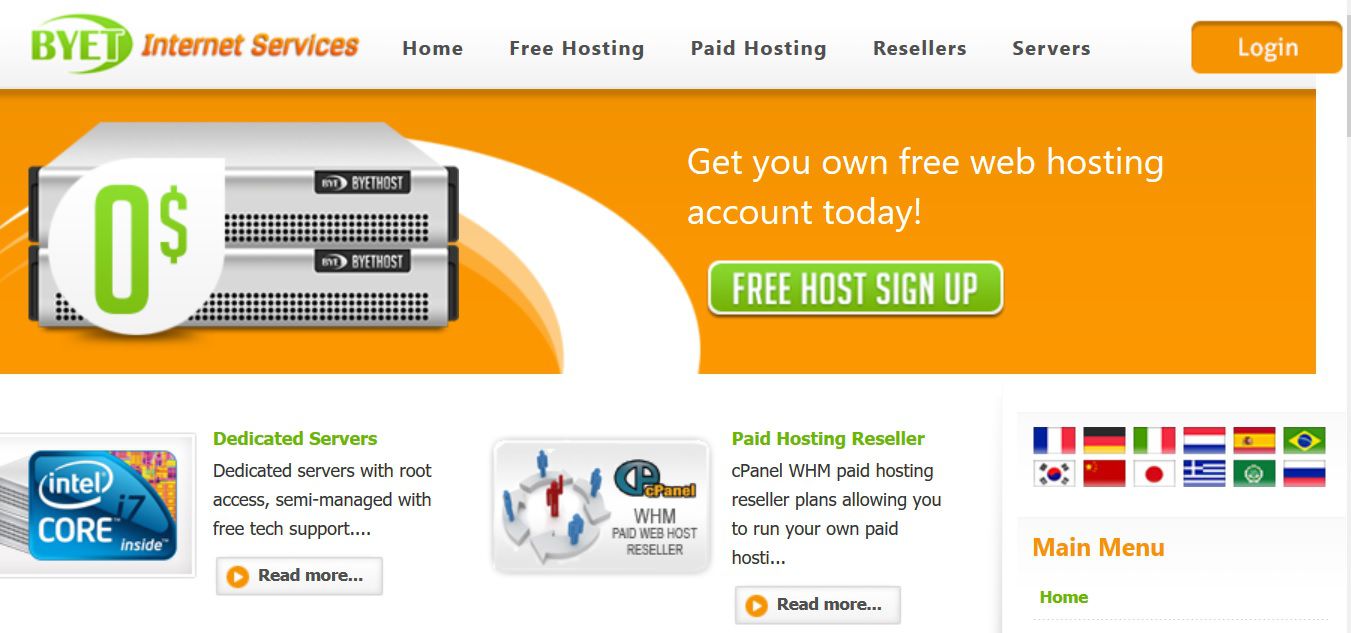 BYET Internet Services
Home
Free Hosting
Paid Hosting
Resellers
Servers
Login
0$
BYET BYETHOST
BYET BYETHOST
Get you own free web hosting
account today!
FREE HOST SIGN UP
intel
CORE i7
inside™
Dedicated Servers
Dedicated servers with root
access, semi-managed with
free tech support....
Read more...
cPanel
WHM
PAID WEB HOST
RESELLER
Paid Hosting Reseller
cPanel WHM paid hosting
reseller plans allowing you
to run your own paid
hosti...
Read more...
Main Menu
Home